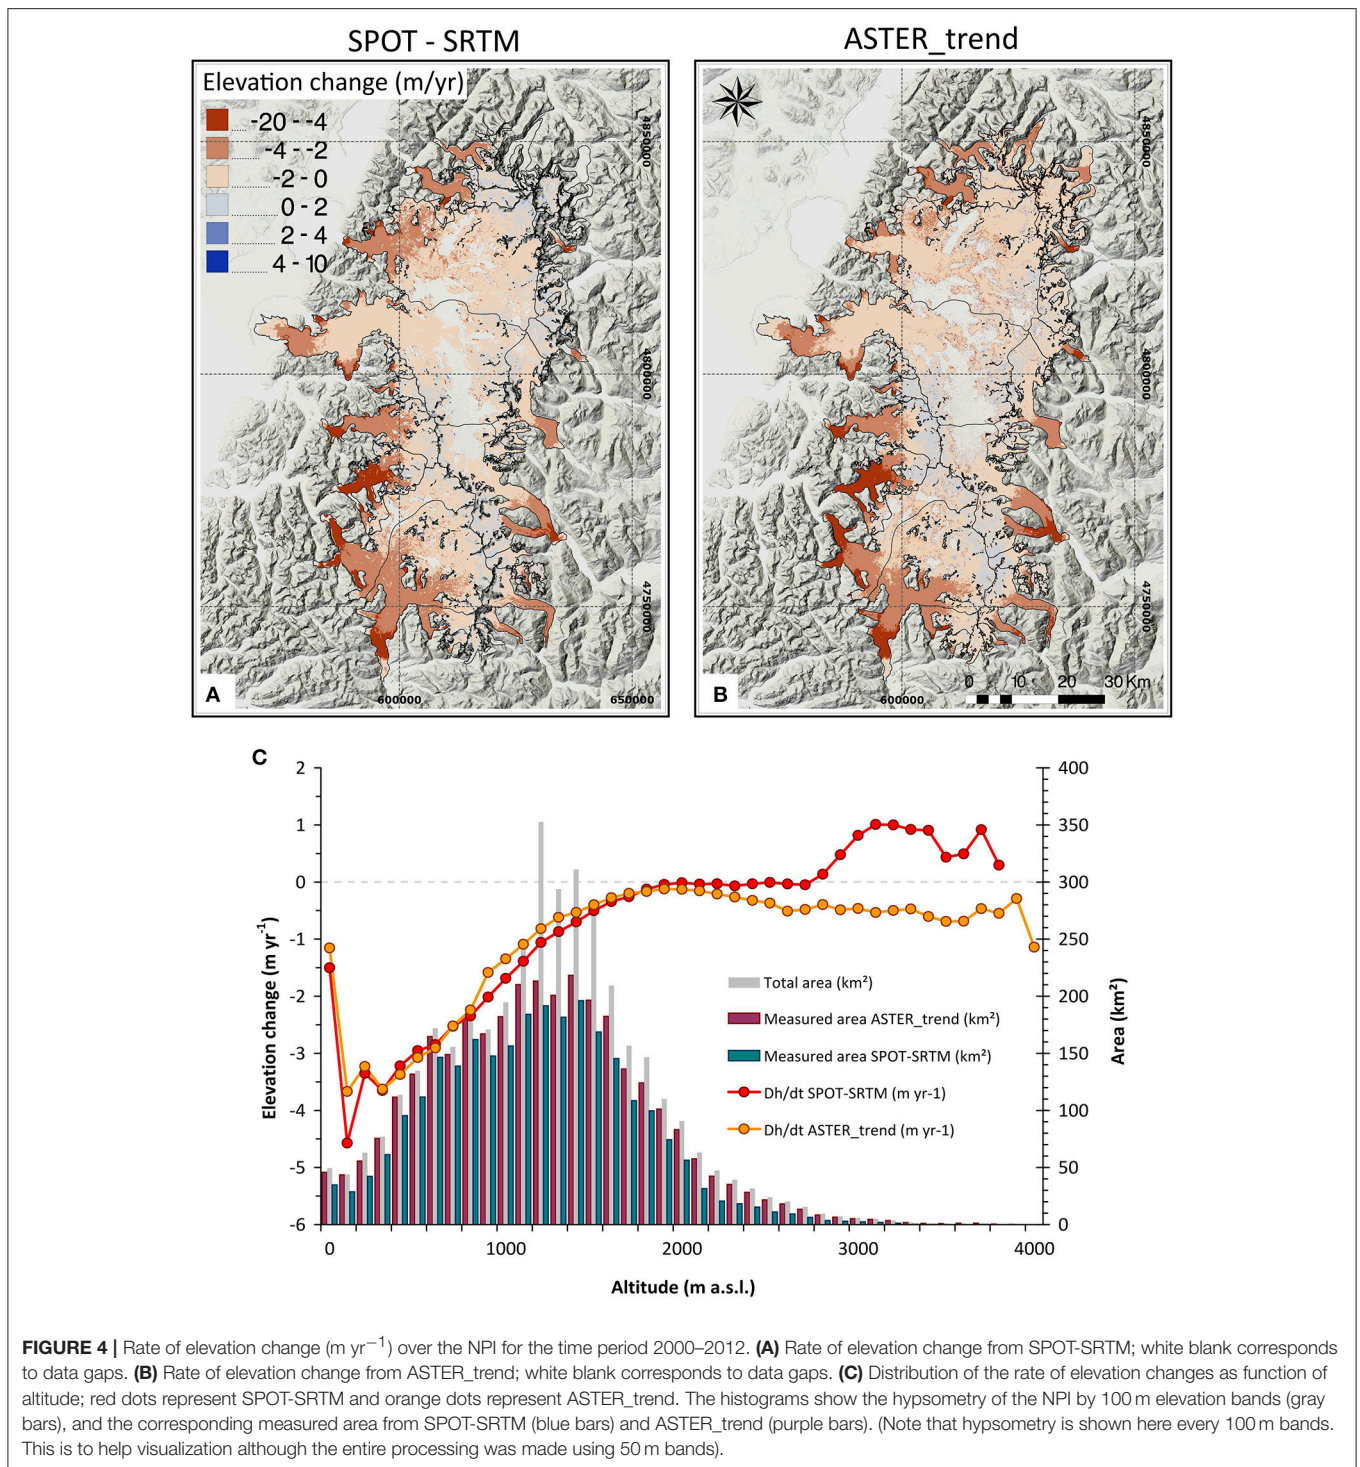 SPOT - SRTM
ASTER_trend
Elevation change (m/yr)
-20 - -4
-4 - -2
-2 - 0
0 - 2
2 - 4
4 - 10
4850000
4800000
4750000
A
600000
650000
4850000
4800000
4750000
0 10 20 30 Km
B
600000
C
2
1
0
-1
-2
-3
-4
-5
-6
Elevation change (m yr-1)
400
350
300
250
200
150
100
50
0
Area (km²)
Total area (km²)
Measured area ASTER_trend (km²)
Measured area SPOT-SRTM (km²)
Dh/dt SPOT-SRTM (m yr-1)
Dh/dt ASTER_trend (m yr-1)
0 1000 2000 3000 4000
Altitude (m a.s.l.)
FIGURE 4 | Rate of elevation change (m yr−1) over the NPI for the time period 2000–2012. (A) Rate of elevation change from SPOT-SRTM; white blank corresponds
to data gaps. (B) Rate of elevation change from ASTER_trend; white blank corresponds to data gaps. (C) Distribution of the rate of elevation changes as function of
altitude; red dots represent SPOT-SRTM and orange dots represent ASTER_trend. The histograms show the hypsometry of the NPI by 100 m elevation bands (gray
bars), and the corresponding measured area from SPOT-SRTM (blue bars) and ASTER_trend (purple bars). (Note that hypsometry is shown here every 100 m bands.
This is to help visualization although the entire processing was made using 50 m bands).